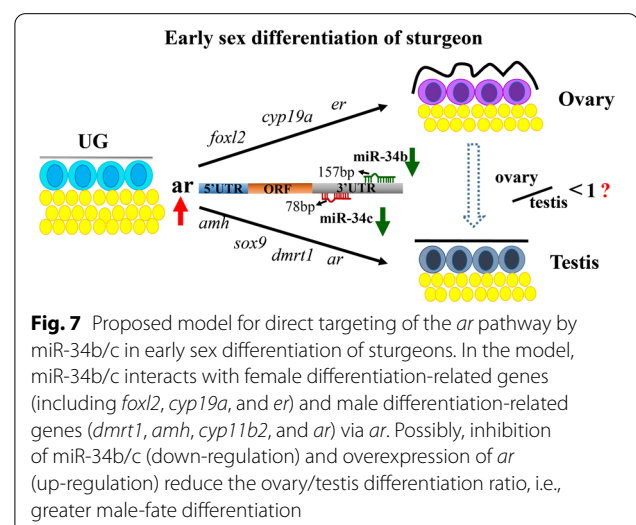 Early sex differentiation of sturgeon
er
cyp19a
foxl2
Ovary
UG
miR-34b
157bp
ar
5'UTR ORF 3'UTR
78bp
miR-34c
ovary
testis
<1 ?
amh
sox9
dmrt1
ar
Testis
Fig. 7 Proposed model for direct targeting of the ar pathway by
miR-34b/c in early sex differentiation of sturgeons. In the model,
miR-34b/c interacts with female differentiation-related genes
(including foxl2, cyp19a, and er) and male differentiation-related
genes (dmrt1, amh, cyp11b2, and ar) via ar. Possibly, inhibition
of miR-34b/c (down-regulation) and overexpression of ar
(up-regulation) reduce the ovary/testis differentiation ratio, i.e.,
greater male-fate differentiation